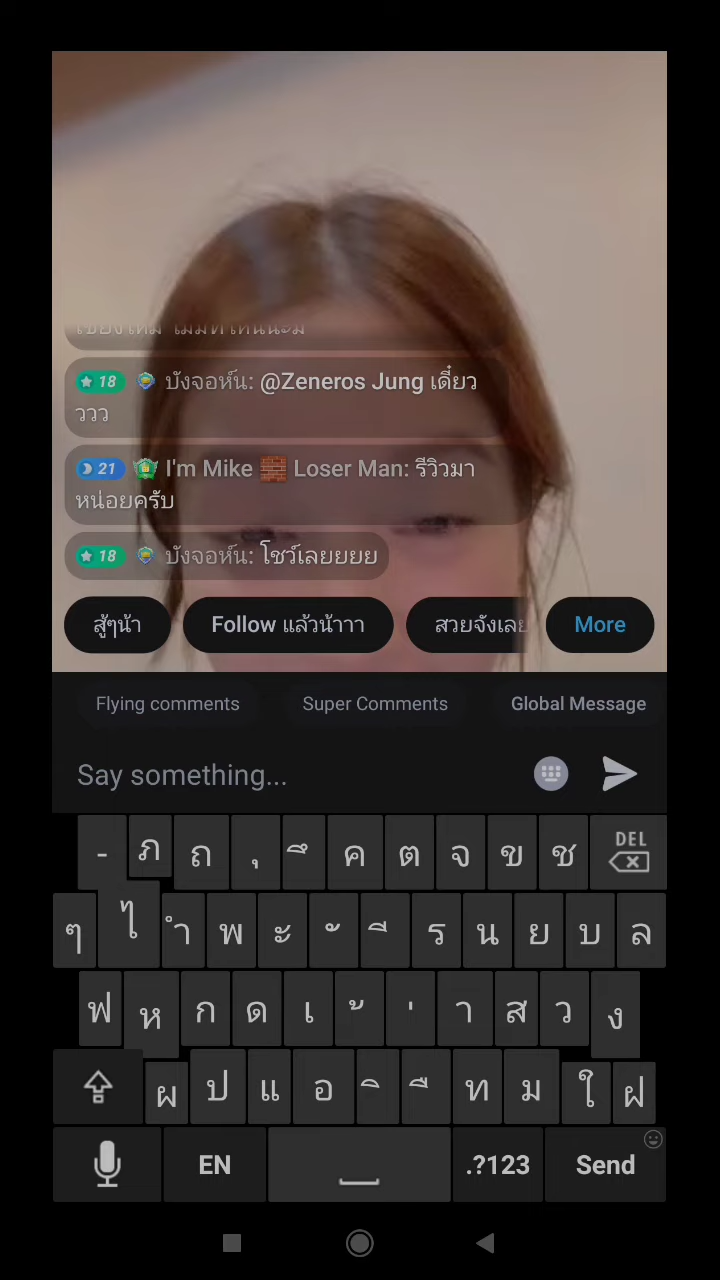 18 บังจอห์น: @Zeneros Jung เดี๋ยว
ววว
21 I'm Mike 🧱 Loser Man: รีวิวมา
หน่อยครับ
18 บังจอห์น: โชว์เลยยยย
สู้ๆน้า Follow แล้วน้าาา สวยจังเลย More
Flying comments Super Comments Global Message
Say something...
- ภ ถ ุ ึ ค ต จ ข ช DEL
ๆ ไ ำ พ ะ ั ี ร น ย บ ล
ฟ ห ก ด เ ้ ่ า ส ว ง
ผ ป แ อ ิ ื ท ม ใ ฝ
EN .?123 Send